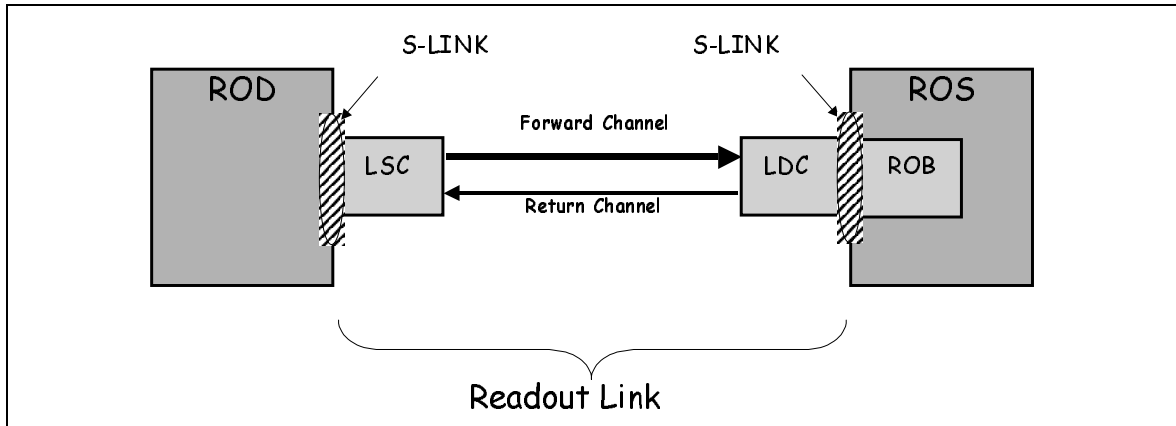 S-LINK
S-LINK
ROD
ROS
Forward Channel
LSC
LDC
ROB
Return Channel
Readout Link